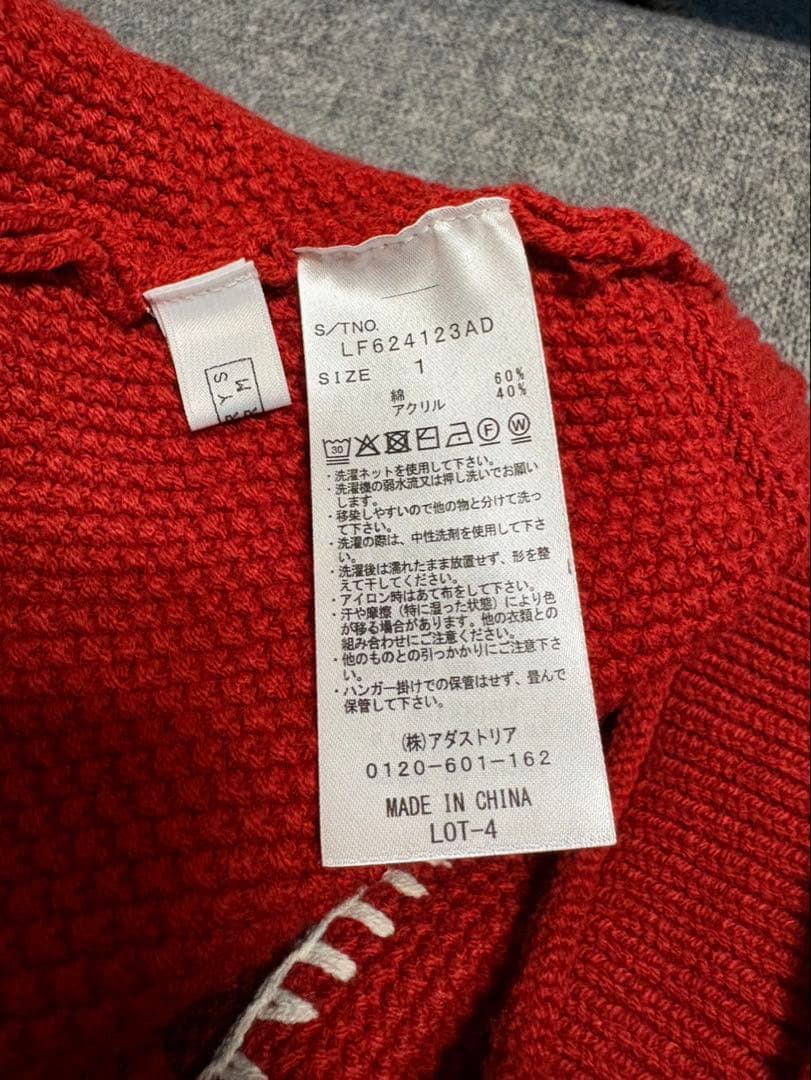 S/TNO.
LF624123AD
SIZE 1
綿 60%
アクリル 40%
30
F W
・洗濯ネットを使用して下さい。
・洗濯機の弱水流又は押し洗いでお願い
します。
・移染しやすいので他の物と分けて洗っ
て下さい。
・洗濯の際は、中性洗剤を使用して下さ
い。
・洗濯後は濡れたまま放置せず、形を整
えて干してください。
・アイロン時はあて布をして下さい。
・汗や摩擦(特に湿った状態)により色
が移る場合があります。他の衣類との
組み合わせにご注意ください。
・他のものとの引っかかりにご注意下さ
い。
・ハンガー掛けでの保管はせず、畳んで
保管して下さい。
(株)アダストリア
0120-601-162
MADE IN CHINA
LOT-4